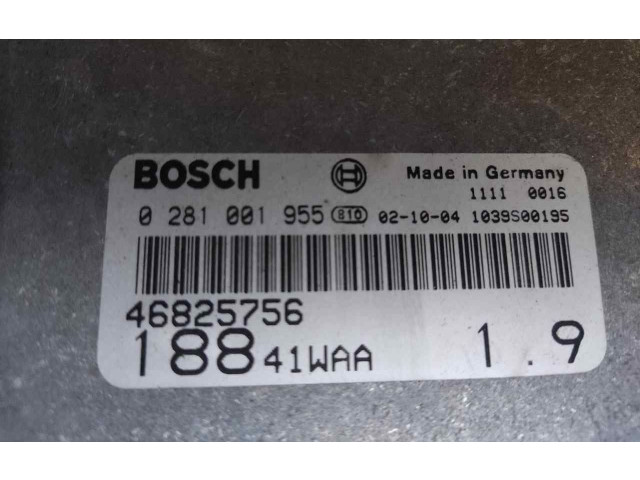 BOSCH Made in Germany
1111 0016
0 281 001 955 810 02-10-04 1039S00195
46825756
188 41WAA 1.9